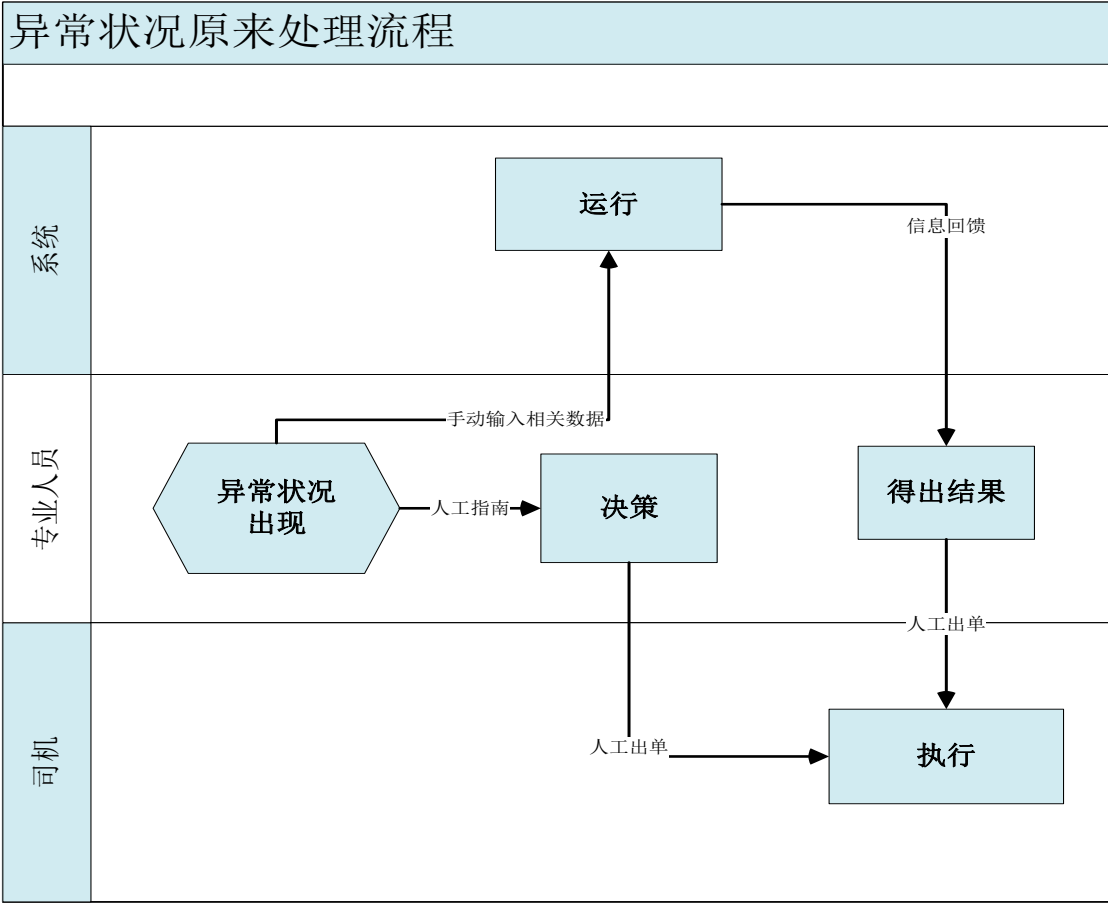 异常状况原来处理流程
系统
运行
信息回馈
专业人员
手动输入相关数据
异常状况
出现
人工指南
决策
得出结果
人工出单
司机
人工出单
执行